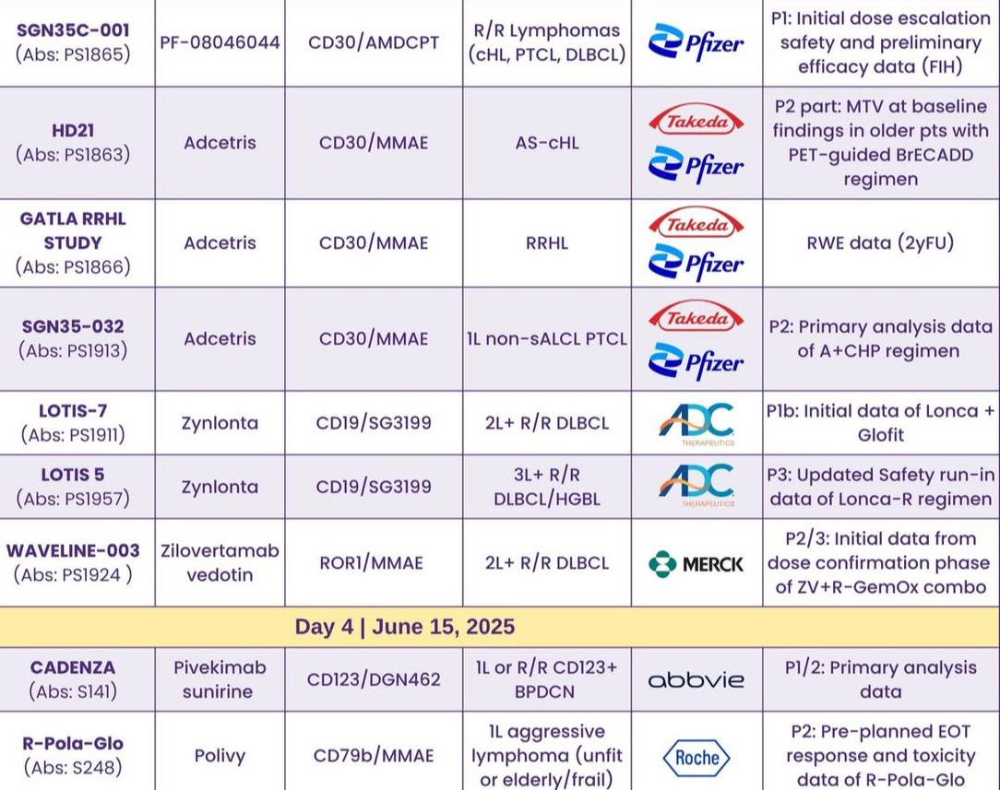 SGN35C-001
(Abs: PS1865)
PF-08046044
CD30/AMDCPT
R/R Lymphomas
(cHL, PTCL, DLBCL)
Pfizer
P1: Initial dose escalation
safety and preliminary
efficacy data (FIH)
HD21
(Abs: PS1863)
Adcetris
CD30/MMAE
AS-cHL
Takeda
Pfizer
P2 part: MTV at baseline
findings in older pts with
PET-guided BrECADD
regimen
GATLA RRHL
STUDY
(Abs: PS1866)
Adcetris
CD30/MMAE
RRHL
Takeda
Pfizer
RWE data (2yFU)
SGN35-032
(Abs: PS1913)
Adcetris
CD30/MMAE
1L non-sALCL PTCL
Takeda
Pfizer
P2: Primary analysis data
of A+CHP regimen
LOTIS-7
(Abs: PS1911)
Zynlonta
CD19/SG3199
2L+ R/R DLBCL
ADC
THERAPEUTICS
P1b: Initial data of Lonca +
Glofit
LOTIS 5
(Abs: PS1957)
Zynlonta
CD19/SG3199
3L+ R/R
DLBCL/HGBL
ADC
THERAPEUTICS
P3: Updated Safety run-in
data of Lonca-R regimen
WAVELINE-003
(Abs: PS1924 )
Zilovertamab
vedotin
ROR1/MMAE
2L+ R/R DLBCL
MERCK
P2/3: Initial data from
dose confirmation phase
of ZV+R-GemOx combo
Day 4 | June 15, 2025
CADENZA
(Abs: S141)
Pivekimab
sunirine
CD123/DGN462
1L or R/R CD123+
BPDCN
abbvie
P1/2: Primary analysis
data
R-Pola-Glo
(Abs: S248)
Polivy
CD79b/MMAE
1L aggressive
lymphoma (unfit
or elderly/frail)
Roche
P2: Pre-planned EOT
response and toxicity
data of R-Pola-Glo